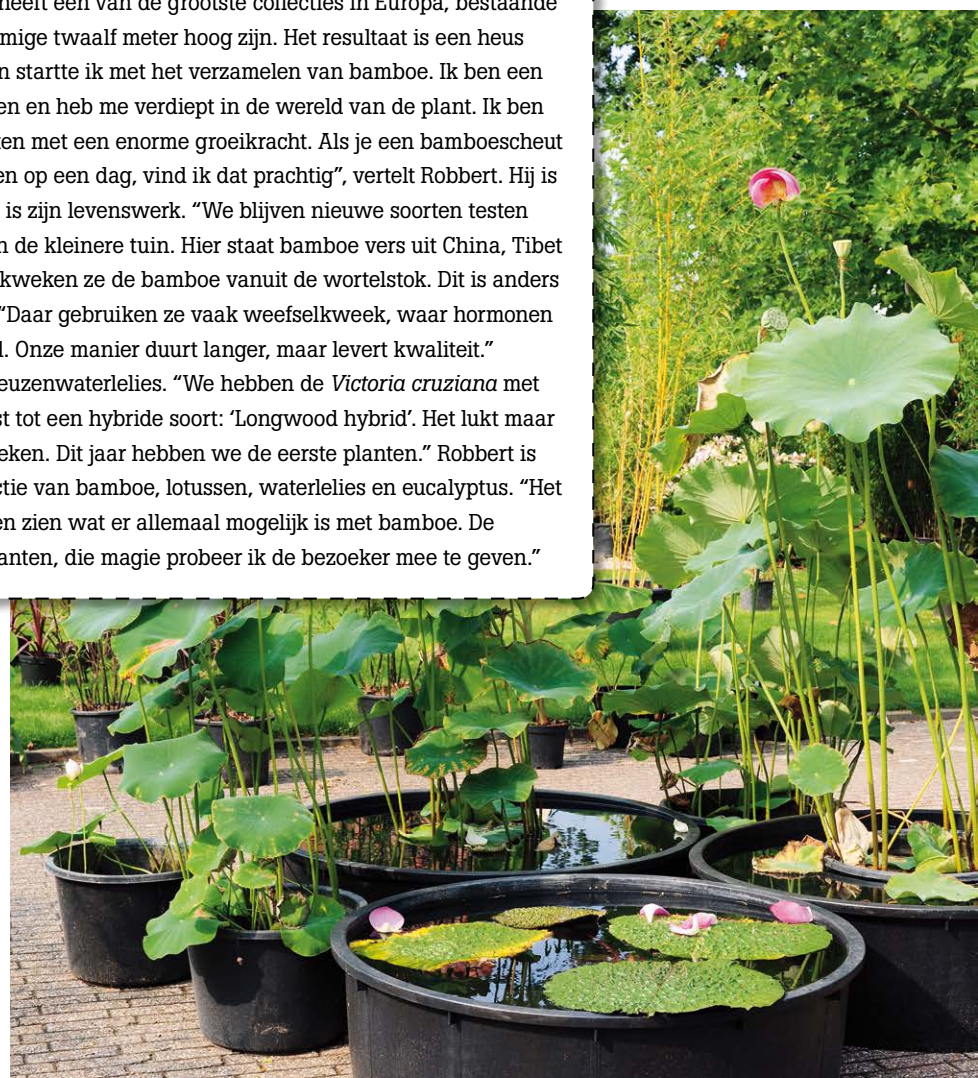 heeft een van de grootste collecties in Europa, bestaande
mige twaalf meter hoog zijn. Het resultaat is een heus
n startte ik met het verzamelen van bamboe. Ik ben een
en en heb me verdiept in de wereld van de plant. Ik ben
en met een enorme groeikracht. Als je een bamboescheut
en op een dag, vind ik dat prachtig”, vertelt Robbert. Hij is
is zijn levenswerk. “We blijven nieuwe soorten testen
n de kleinere tuin. Hier staat bamboe vers uit China, Tibet
kweken ze de bamboe vanuit de wortelstok. Dit is anders
“Daar gebruiken ze vaak weefselkweek, waar hormonen
l. Onze manier duurt langer, maar levert kwaliteit.”
euzenwaterlelies. “We hebben de Victoria cruziana met
st tot een hybride soort: ‘Longwood hybrid’. Het lukt maar
eken. Dit jaar hebben we de eerste planten.” Robbert is
ctie van bamboe, lotussen, waterlelies en eucalyptus. “Het
en zien wat er allemaal mogelijk is met bamboe. De
anten, die magie probeer ik de bezoeker mee te geven.”